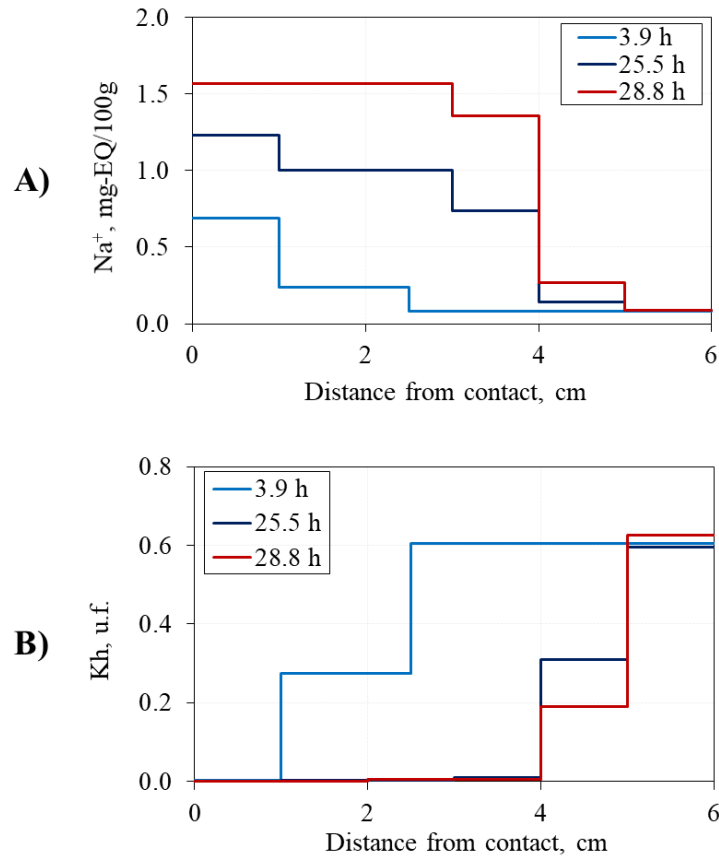 A)
Na⁺, mg-EQ/100g
2.0
1.5
1.0
0.5
0.0
3.9 h
25.5 h
28.8 h
0 2 4 6
Distance from contact, cm
B)
Kh, u.f.
0.8
0.6
0.4
0.2
0.0
3.9 h
25.5 h
28.8 h
0 2 4 6
Distance from contact, cm